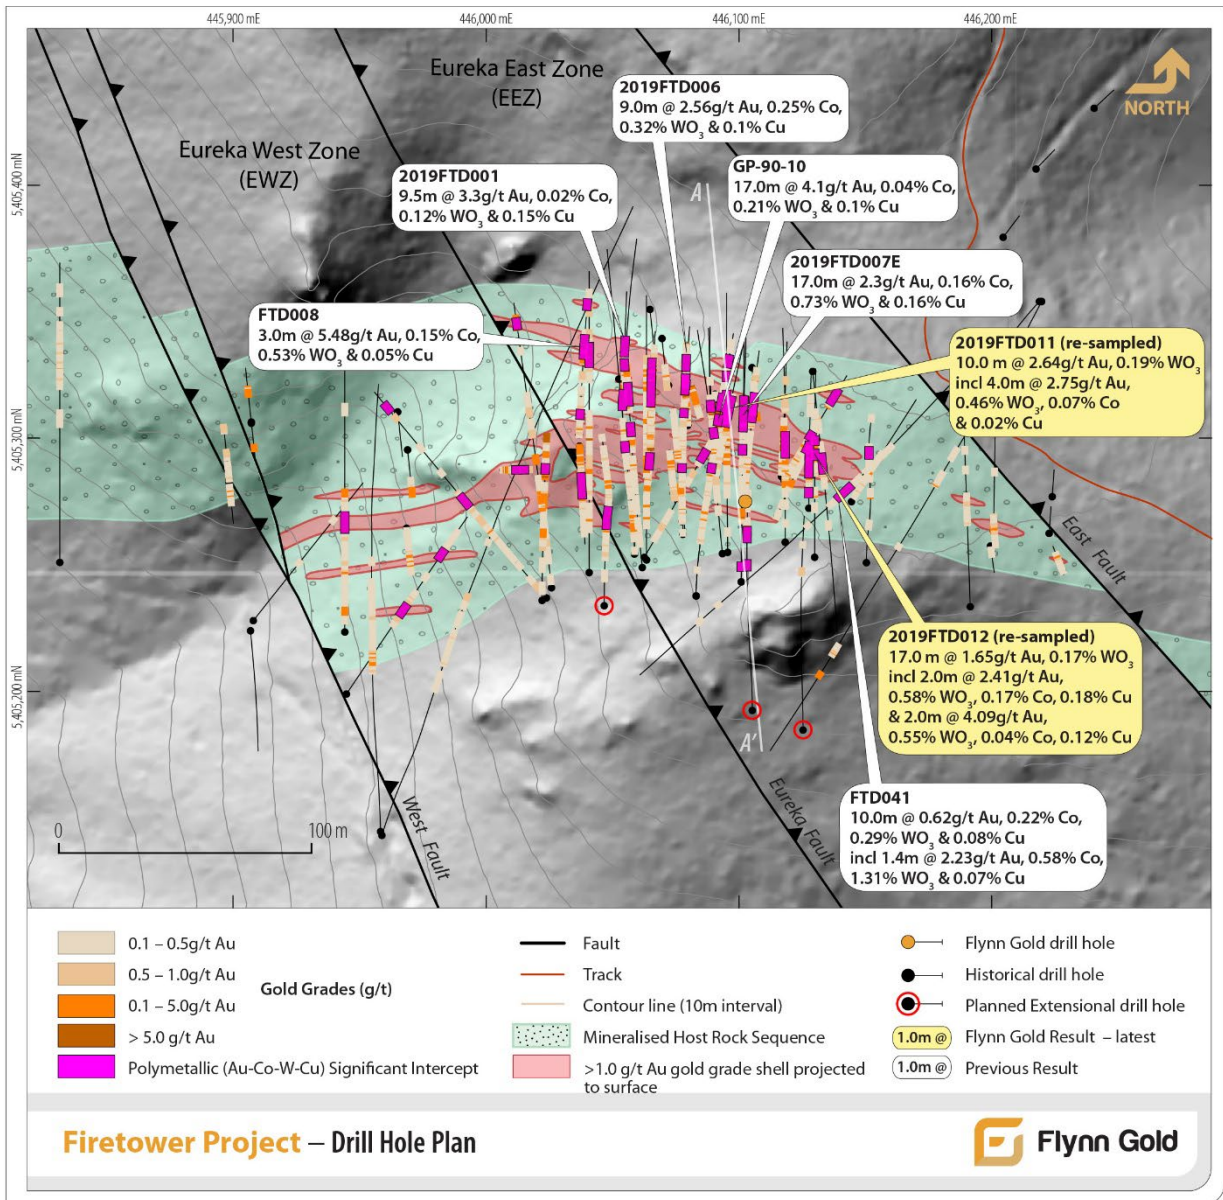 445,900 mE
446,000 mE
446,100 mE
446,200 mE
5,405,400 mN
5,405,300 mN
5,405,200 mN
Eureka East Zone
(EEZ)
Eureka West Zone
(EWZ)
NORTH
2019FTD006
9.0m @ 2.56g/t Au, 0.25% Co,
0.32% WO₃ & 0.1% Cu
2019FTD001
9.5m @ 3.3g/t Au, 0.02% Co,
0.12% WO₃ & 0.15% Cu
GP-90-10
17.0m @ 4.1g/t Au, 0.04% Co,
0.21% WO₃ & 0.1% Cu
A
2019FTD007E
17.0m @ 2.3g/t Au, 0.16% Co,
0.73% WO₃ & 0.16% Cu
FTD008
3.0m @ 5.48g/t Au, 0.15% Co,
0.53% WO₃ & 0.05% Cu
2019FTD011 (re-sampled)
10.0 m @ 2.64g/t Au, 0.19% WO₃
incl 4.0m @ 2.75g/t Au,
0.46% WO₃, 0.07% Co
& 0.02% Cu
East Fault
2019FTD012 (re-sampled)
17.0 m @ 1.65g/t Au, 0.17% WO₃
incl 2.0m @ 2.41g/t Au,
0.58% WO₃, 0.17% Co, 0.18% Cu
& 2.0m @ 4.09g/t Au,
0.55% WO₃, 0.04% Co, 0.12% Cu
A'
Eureka Fault
West Fault
FTD041
10.0m @ 0.62g/t Au, 0.22% Co,
0.29% WO₃ & 0.08% Cu
incl 1.4m @ 2.23g/t Au, 0.58% Co,
1.31% WO₃ & 0.07% Cu
0
100 m
0.1 – 0.5g/t Au
0.5 – 1.0g/t Au
0.1 – 5.0g/t Au
> 5.0 g/t Au
Gold Grades (g/t)
Polymetallic (Au-Co-W-Cu) Significant Intercept
Fault
Track
Contour line (10m interval)
Mineralised Host Rock Sequence
>1.0 g/t Au gold grade shell projected
to surface
Flynn Gold drill hole
Historical drill hole
Planned Extensional drill hole
1.0m @
Flynn Gold Result – latest
1.0m @
Previous Result
Firetower Project – Drill Hole Plan
Flynn Gold